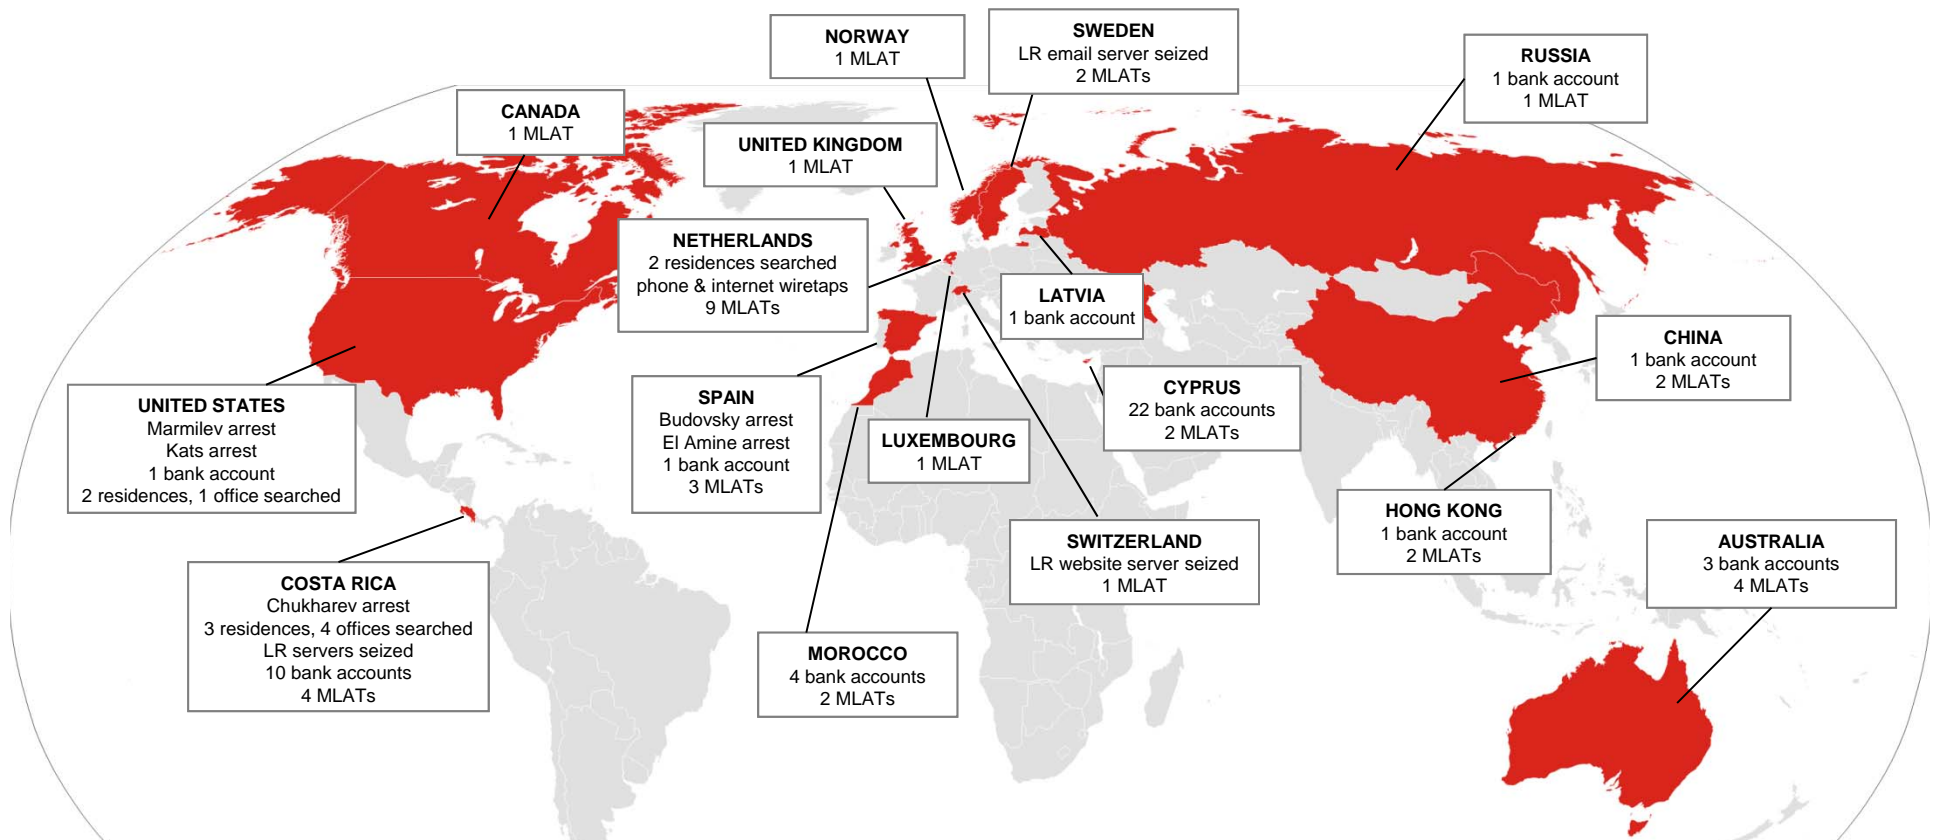 NORWAY
1 MLAT
SWEDEN
LR email server seized
2 MLATs
RUSSIA
1 bank account
1 MLAT
CANADA
1 MLAT
UNITED KINGDOM
1 MLAT
NETHERLANDS
2 residences searched
phone & internet wiretaps
9 MLATs
LATVIA
1 bank account
CHINA
1 bank account
2 MLATs
UNITED STATES
Marmilev arrest
Kats arrest
1 bank account
2 residences, 1 office searched
SPAIN
Budovsky arrest
El Amine arrest
1 bank account
3 MLATs
LUXEMBOURG
1 MLAT
CYPRUS
22 bank accounts
2 MLATs
HONG KONG
1 bank account
2 MLATs
SWITZERLAND
LR website server seized
1 MLAT
AUSTRALIA
3 bank accounts
4 MLATs
COSTA RICA
Chukharev arrest
3 residences, 4 offices searched
LR servers seized
10 bank accounts
4 MLATs
MOROCCO
4 bank accounts
2 MLATs